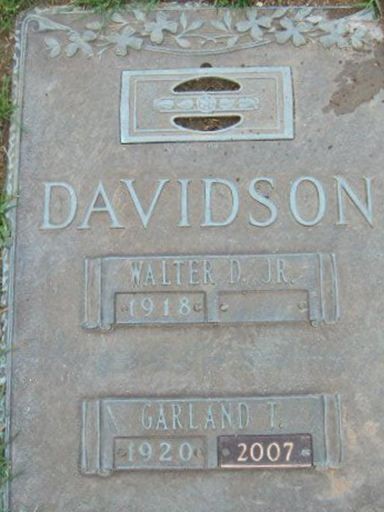 DAVIDSON
WALTER D. JR.
1918
GARLAND T.
1920 2007